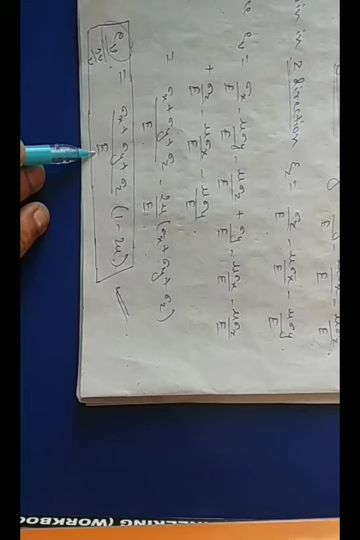 in in z direction εz = σz/E - μσx/E - μσy/E
ev = σx/E - μσy/E - μσz/E + σy/E - μσx/E - μσz/E
+ σz/E - μσx/E - μσy/E
= σx + σy + σz / E - 2μ/E (σx + σy + σz)
ev = σx + σy + σz / E (1 - 2μ)
NEERING (WORKBOO